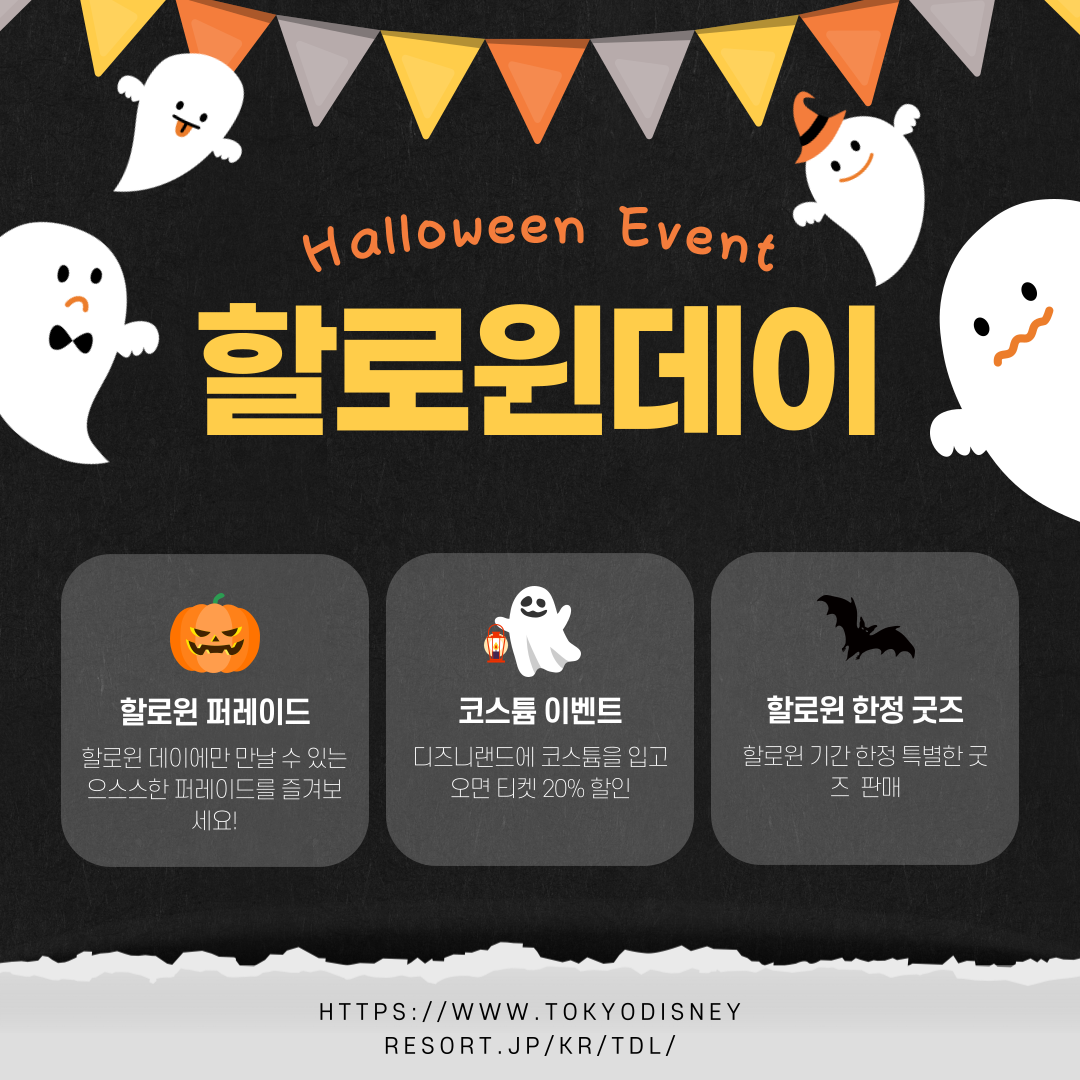 Halloween Event
할로윈데이
할로윈 퍼레이드
할로윈 데이에만 만날 수 있는
으스스한 퍼레이드를 즐겨보
세요!
코스튬 이벤트
디즈니랜드에 코스튬을 입고
오면 티켓 20% 할인
할로윈 한정 굿즈
할로윈 기간 한정 특별한 굿
즈 판매
HTTPS://WWW.TOKYODISNEY
RESORT.JP/KR/TDL/